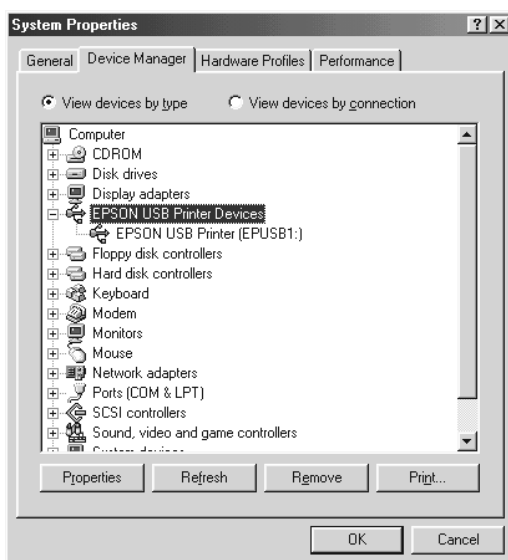 System Properties
General Device Manager Hardware Profiles Performance
View devices by type View devices by connection
Computer
CDROM
Disk drives
Display adapters
EPSON USB Printer Devices
EPSON USB Printer (EPUSB1:)
Floppy disk controllers
Hard disk controllers
Keyboard
Modem
Monitors
Mouse
Network adapters
Ports (COM & LPT)
SCSI controllers
Sound, video and game controllers
Properties Refresh Remove Print...
OK Cancel